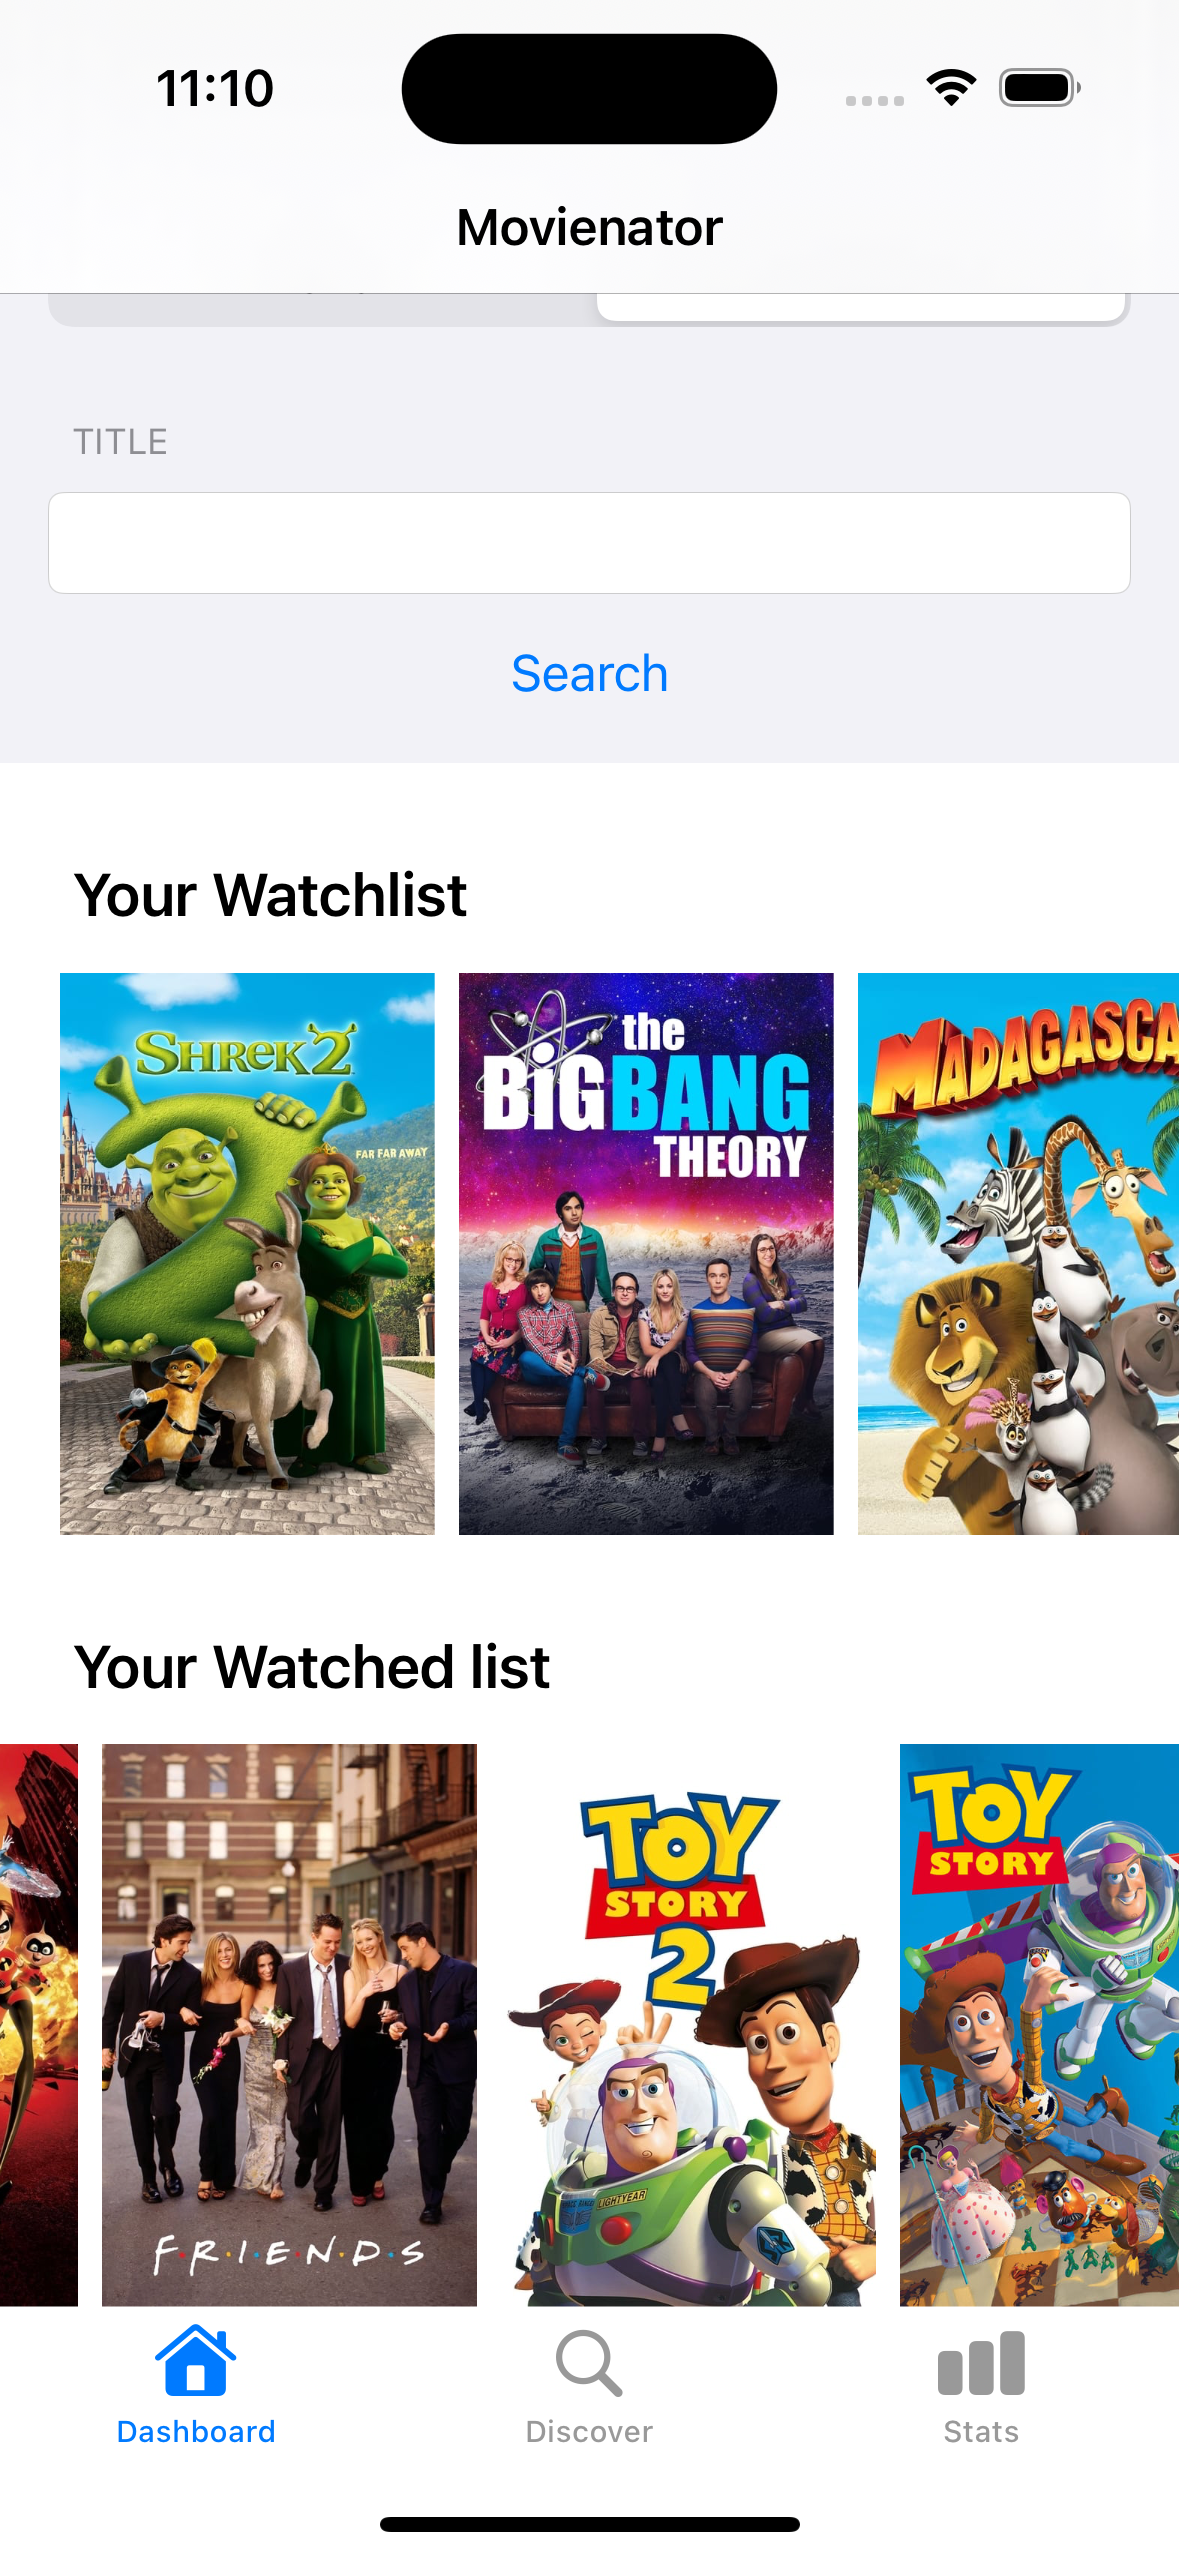 11:10
Movienator
TITLE
Search
Your Watchlist
SHREK 2
FAR FAR AWAY
the
BiG BANG
THEORY
MADAGASCA
Your Watched list
F·R·I·E·N·D·S
TOY
STORY
2
LIGHTYEAR
TOY
STORY
Dashboard
Discover
Stats